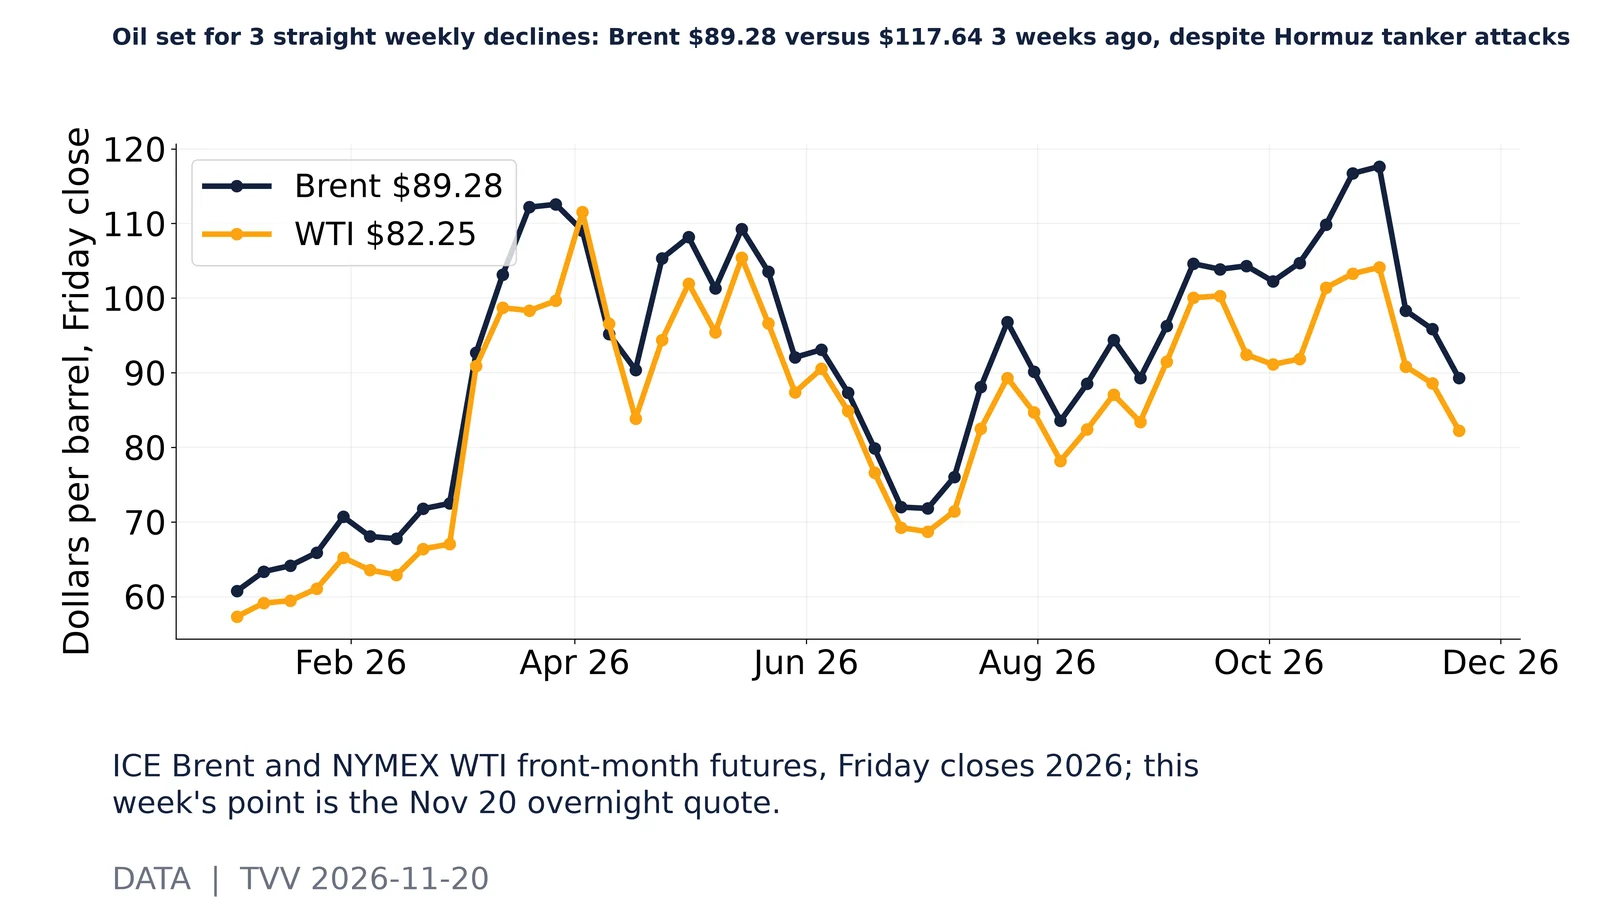 Oil set for 3 straight weekly declines: Brent $89.28 versus $117.64 3 weeks ago, despite Hormuz tanker attacks
Dollars per barrel, Friday close
120
110
100
90
80
70
60
Brent $89.28
WTI $82.25
Feb 26
Apr 26
Jun 26
Aug 26
Oct 26
Dec 26
ICE Brent and NYMEX WTI front-month futures, Friday closes 2026; this
week's point is the Nov 20 overnight quote.
DATA | TVV 2026-11-20